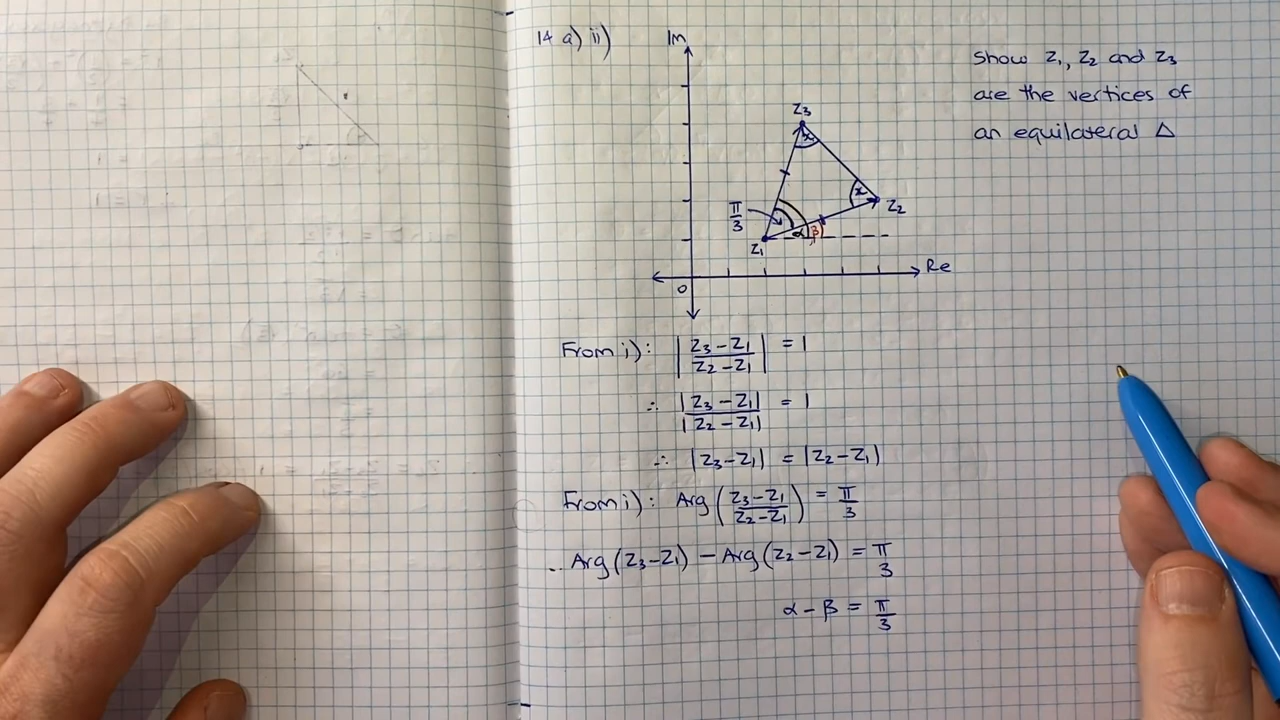 14 a) ii)
Im
Show z₁, z₂ and z₃
are the vertices of
an equilateral Δ
z₃
x
x
z₂
π/3
α
β
z₁
Re
0
From i): |(z₃ - z₁)/(z₂ - z₁)| = 1
∴ |z₃ - z₁|/|z₂ - z₁| = 1
∴ |z₃ - z₁| = |z₂ - z₁|
From i): Arg((z₃ - z₁)/(z₂ - z₁)) = π/3
∴ Arg(z₃ - z₁) - Arg(z₂ - z₁) = π/3
α - β = π/3